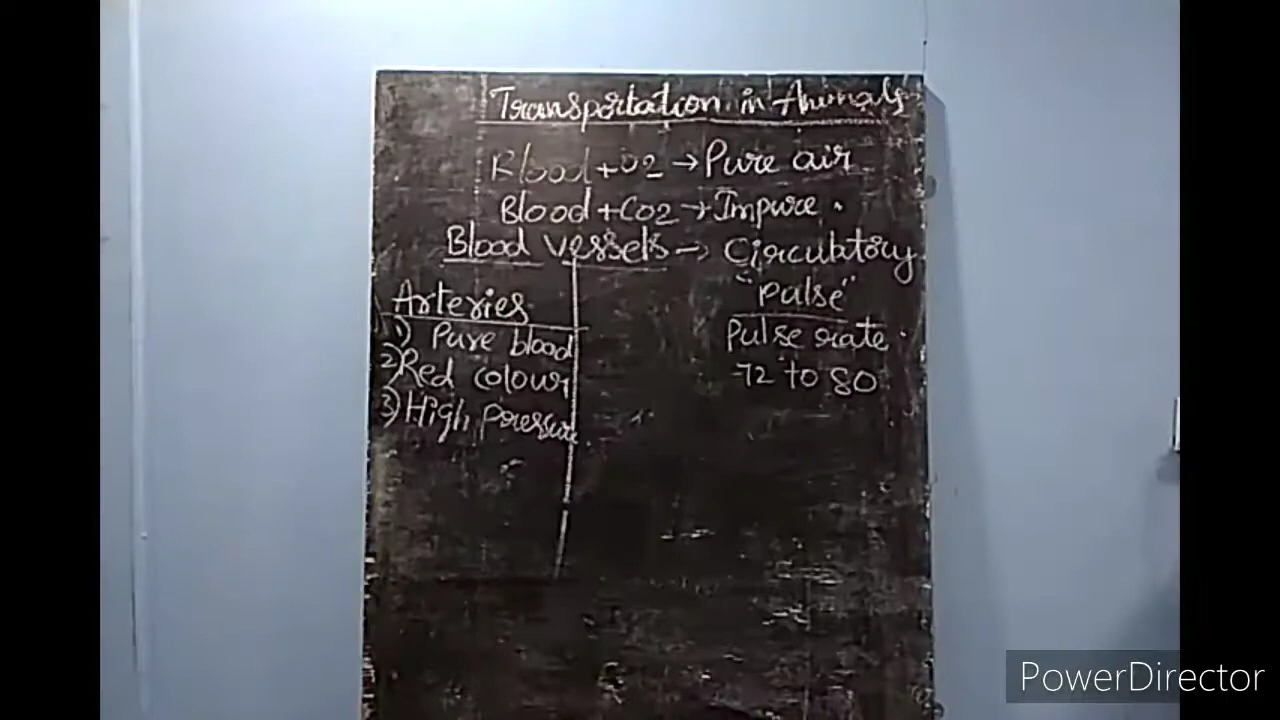 Transportation in Animals
Blood + O2 → Pure air
Blood + CO2 → Impure .
Blood vessels → Circulatory
"Pulse"
Pulse rate .
72 to 80
Arteries
1) Pure blood
2) Red colour
3) High pressure
PowerDirector